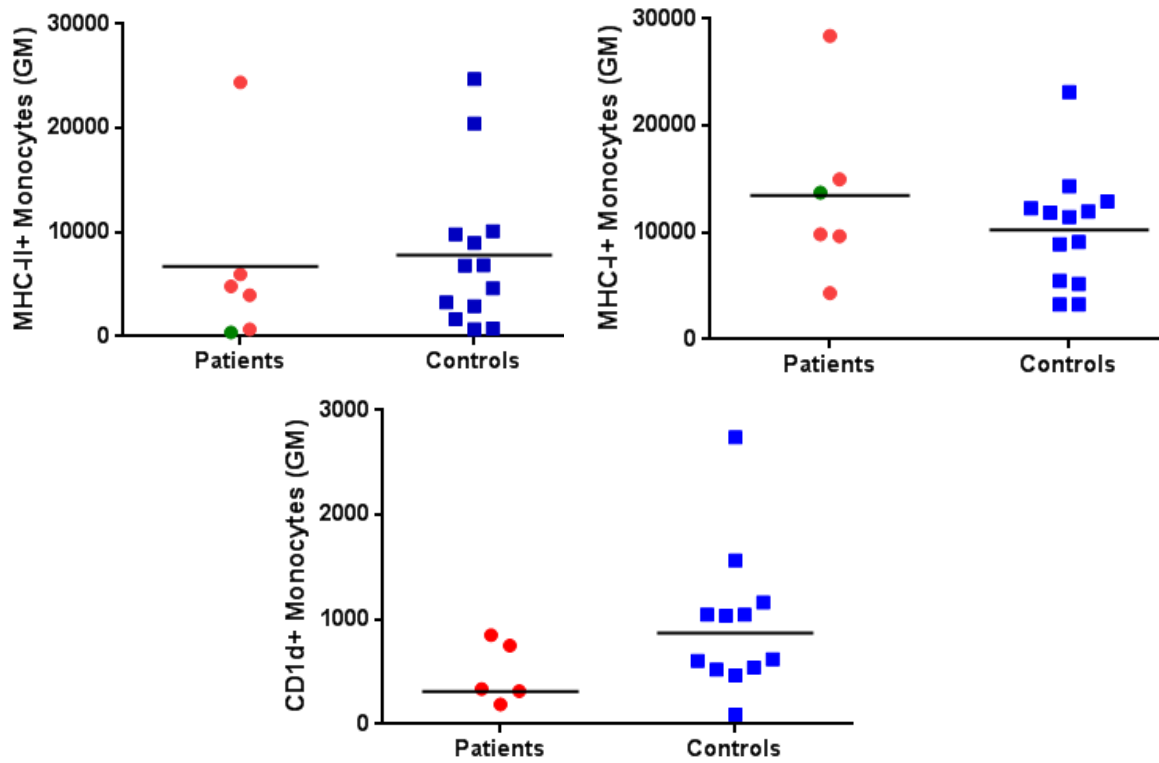 MHC-II+ Monocytes (GM)
30000
20000
10000
0
Patients
Controls
MHC-I+ Monocytes (GM)
30000
20000
10000
0
Patients
Controls
CD1d+ Monocytes (GM)
3000
2000
1000
0
Patients
Controls